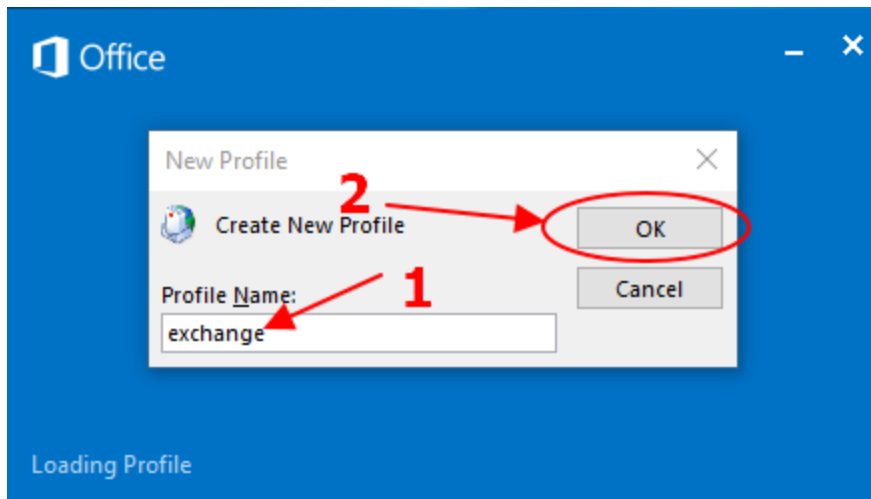 Office
New Profile
2
Create New Profile
OK
Profile Name:
1
Cancel
exchange
Loading Profile